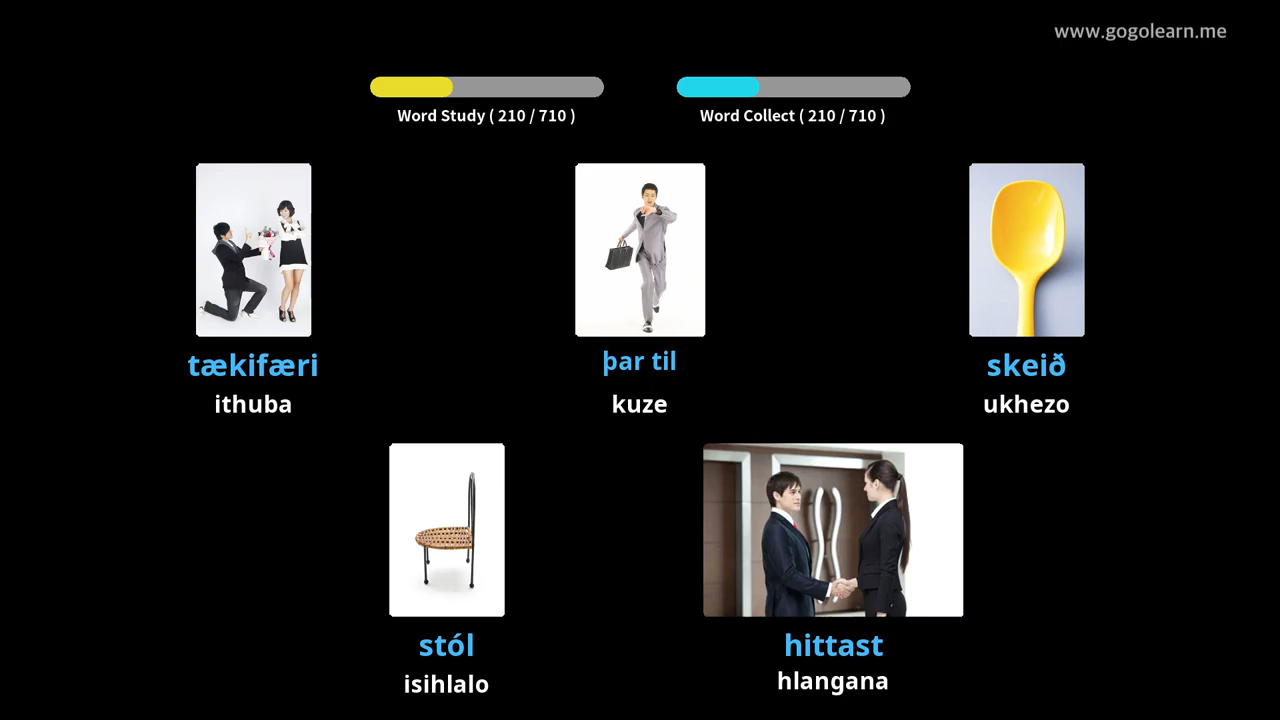 www.gogolearn.me
Word Study ( 210 / 710 )
Word Collect ( 210 / 710 )
tækifæri
ithuba
þar til
kuze
skeið
ukhezo
stól
isihlalo
hittast
hlangana